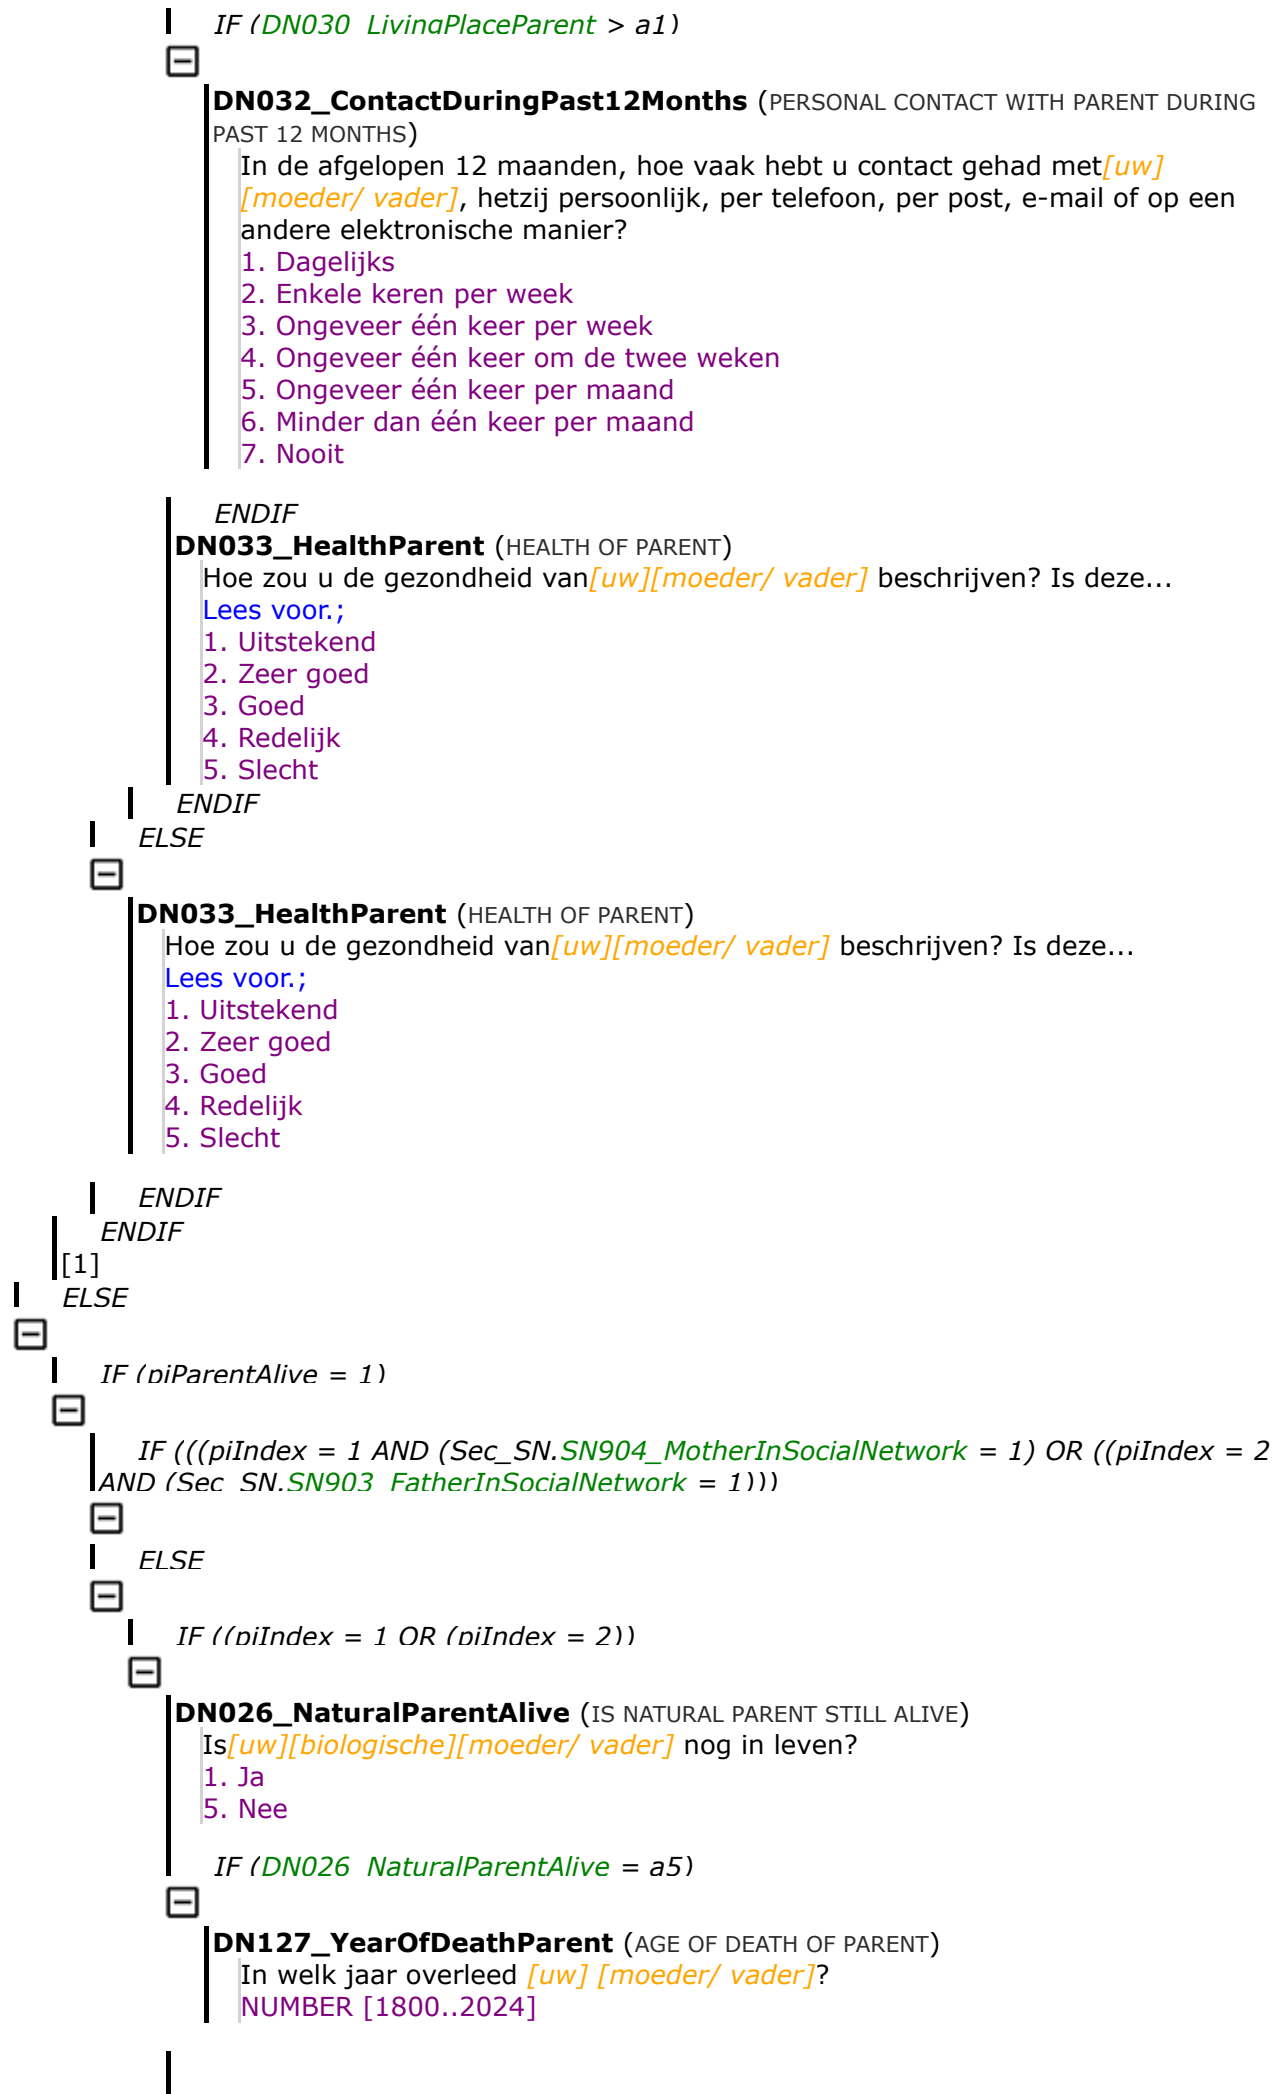 IF (DN030_LivingPlaceParent > a1)
DN032_ContactDuringPast12Months (PERSONAL CONTACT WITH PARENT DURING
PAST 12 MONTHS)
In de afgelopen 12 maanden, hoe vaak hebt u contact gehad met[uw]
[moeder/ vader], hetzij persoonlijk, per telefoon, per post, e-mail of op een
andere elektronische manier?
1. Dagelijks
2. Enkele keren per week
3. Ongeveer één keer per week
4. Ongeveer één keer om de twee weken
5. Ongeveer één keer per maand
6. Minder dan één keer per maand
7. Nooit
ENDIF
DN033_HealthParent (HEALTH OF PARENT)
Hoe zou u de gezondheid van[uw][moeder/ vader] beschrijven? Is deze...
Lees voor.;
1. Uitstekend
2. Zeer goed
3. Goed
4. Redelijk
5. Slecht
ENDIF
ELSE
DN033_HealthParent (HEALTH OF PARENT)
Hoe zou u de gezondheid van[uw][moeder/ vader] beschrijven? Is deze...
Lees voor.;
1. Uitstekend
2. Zeer goed
3. Goed
4. Redelijk
5. Slecht
ENDIF
ENDIF
[1]
ELSE
IF (piParentAlive = 1)
IF (((piIndex = 1 AND (Sec_SN.SN904_MotherInSocialNetwork = 1) OR ((piIndex = 2
AND (Sec_SN.SN903_FatherInSocialNetwork = 1)))
ELSE
IF ((piIndex = 1 OR (piIndex = 2))
DN026_NaturalParentAlive (IS NATURAL PARENT STILL ALIVE)
Is[uw][biologische][moeder/ vader] nog in leven?
1. Ja
5. Nee
IF (DN026_NaturalParentAlive = a5)
DN127_YearOfDeathParent (AGE OF DEATH OF PARENT)
In welk jaar overleed [uw] [moeder/ vader]?
NUMBER [1800..2024]